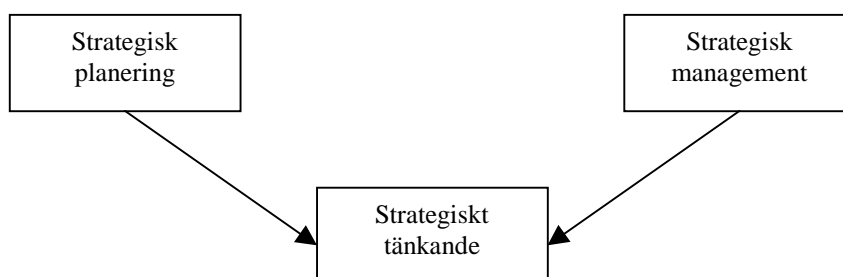 Strategisk
planering
Strategisk
management
Strategiskt
tänkande